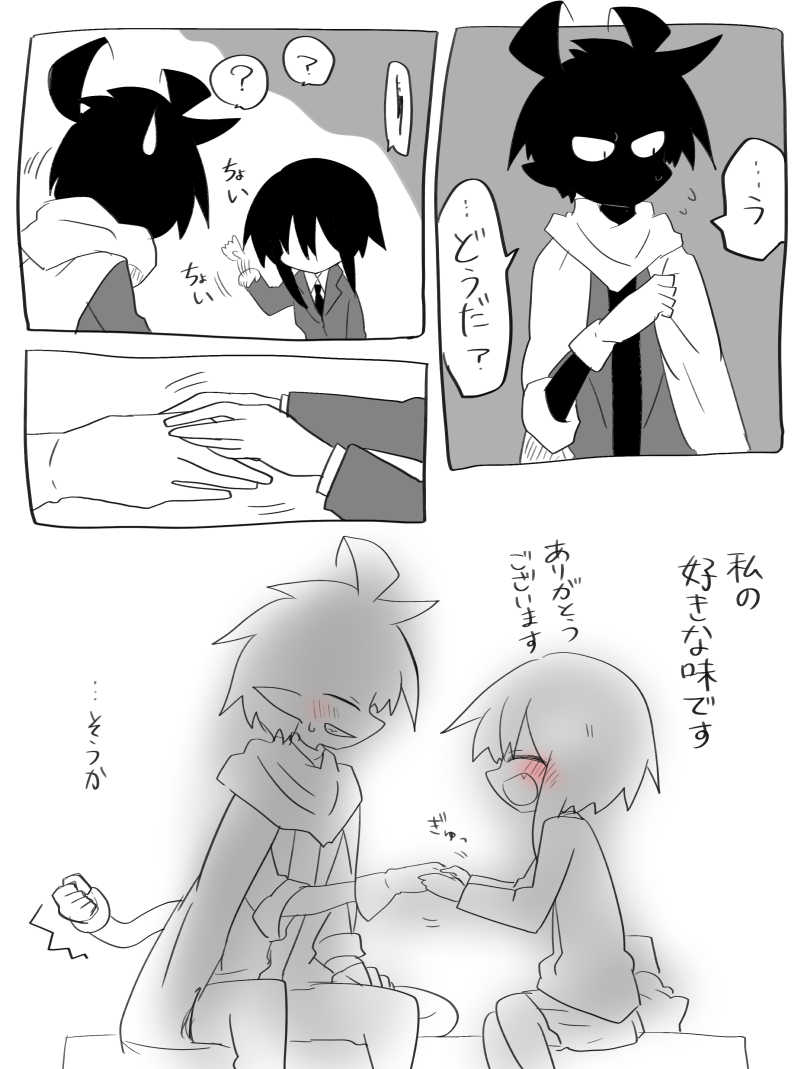 …う
…どうだ？
？
？
ちょい
ちょい
私の
好きな味です
ありがとう
ございます
ぎゅっ
…そうか